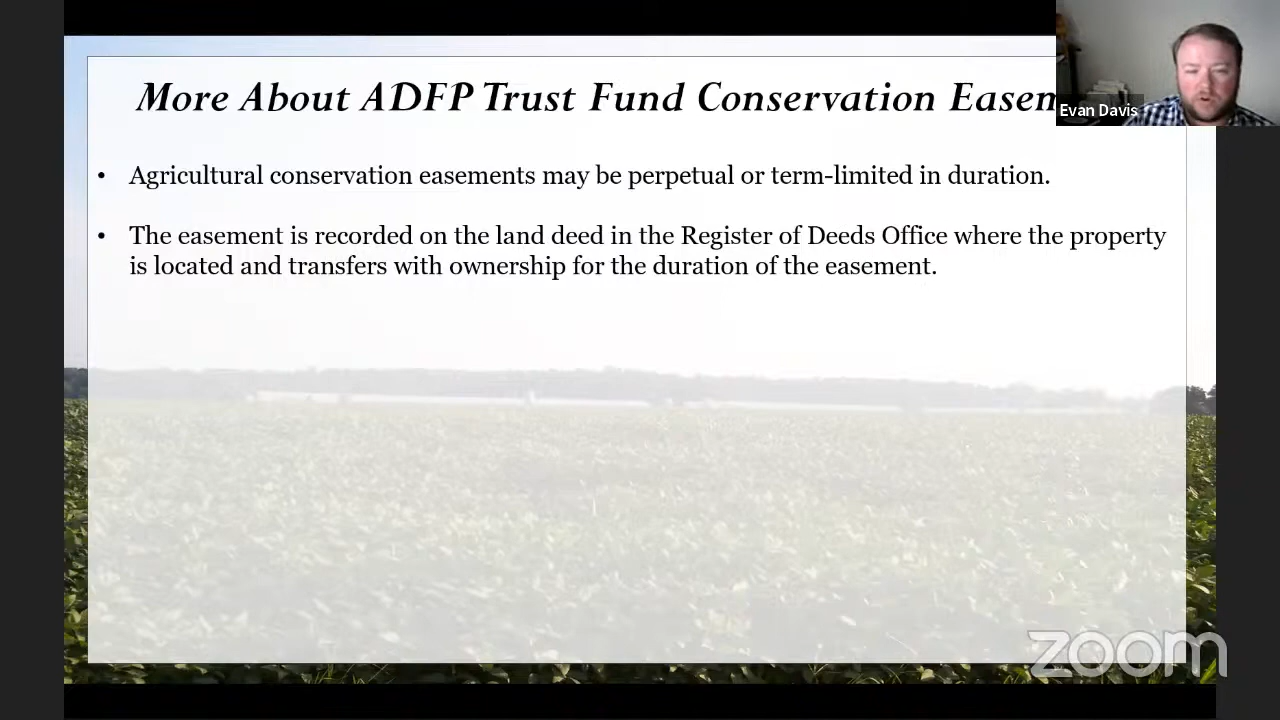 More About ADFP Trust Fund Conservation Easem
Evan Davis
• Agricultural conservation easements may be perpetual or term-limited in duration.
• The easement is recorded on the land deed in the Register of Deeds Office where the property
is located and transfers with ownership for the duration of the easement.
zoom